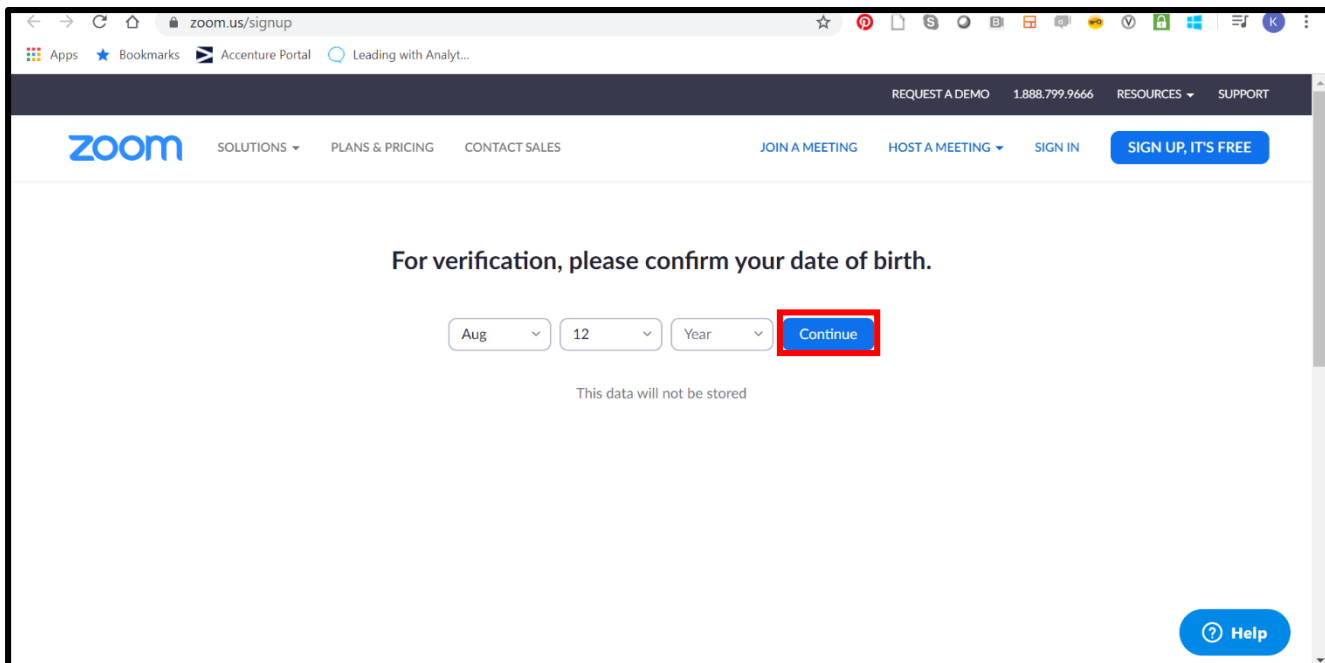 zoom.us/signup
K
Apps Bookmarks Accenture Portal Leading with Analyt...
REQUEST A DEMO 1.888.799.9666 RESOURCES SUPPORT
zoom SOLUTIONS PLANS & PRICING CONTACT SALES JOIN A MEETING HOST A MEETING SIGN IN SIGN UP, IT'S FREE
For verification, please confirm your date of birth.
Aug 12 Year Continue
This data will not be stored
Help